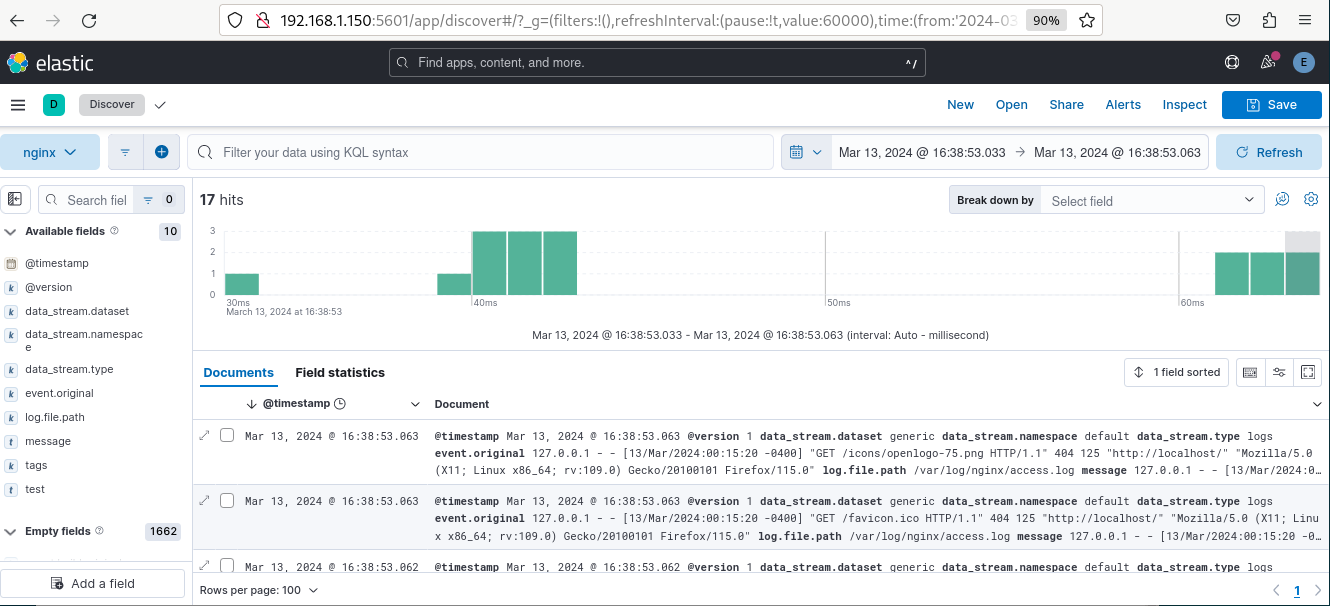 192.168.1.150:5601/app/discover#/?_g=(filters:!(),refreshInterval:(pause:!t,value:60000),time:(from:'2024-03 90%
elastic Find apps, content, and more. ^/ E
D Discover New Open Share Alerts Inspect Save
nginx Filter your data using KQL syntax Mar 13, 2024 @ 16:38:53.033 → Mar 13, 2024 @ 16:38:53.063 Refresh
Search fiel 0
17 hits Break down by Select field
Available fields 10
@timestamp
@version
data_stream.dataset
data_stream.namespac
e
data_stream.type
event.original
log.file.path
message
tags
test
Empty fields 1662
Add a field
3
2
1
0
30ms 40ms 50ms 60ms
March 13, 2024 at 16:38:53
Mar 13, 2024 @ 16:38:53.033 - Mar 13, 2024 @ 16:38:53.063 (interval: Auto - millisecond)
Documents Field statistics 1 field sorted
@timestamp Document
Mar 13, 2024 @ 16:38:53.063 @timestamp Mar 13, 2024 @ 16:38:53.063 @version 1 data_stream.dataset generic data_stream.namespace default data_stream.type logs
event.original 127.0.0.1 - - [13/Mar/2024:00:15:20 -0400] "GET /icons/openlogo-75.png HTTP/1.1" 404 125 "http://localhost/" "Mozilla/5.0
(X11; Linux x86_64; rv:109.0) Gecko/20100101 Firefox/115.0" log.file.path /var/log/nginx/access.log message 127.0.0.1 - - [13/Mar/2024:0…
Mar 13, 2024 @ 16:38:53.063 @timestamp Mar 13, 2024 @ 16:38:53.063 @version 1 data_stream.dataset generic data_stream.namespace default data_stream.type logs
event.original 127.0.0.1 - - [13/Mar/2024:00:15:20 -0400] "GET /favicon.ico HTTP/1.1" 404 125 "http://localhost/" "Mozilla/5.0 (X11; Linu
x x86_64; rv:109.0) Gecko/20100101 Firefox/115.0" log.file.path /var/log/nginx/access.log message 127.0.0.1 - - [13/Mar/2024:00:15:20 -0…
Mar 13, 2024 @ 16:38:53.062 @timestamp Mar 13, 2024 @ 16:38:53.062 @version 1 data_stream.dataset generic data_stream.namespace default data_stream.type logs
Rows per page: 100 1